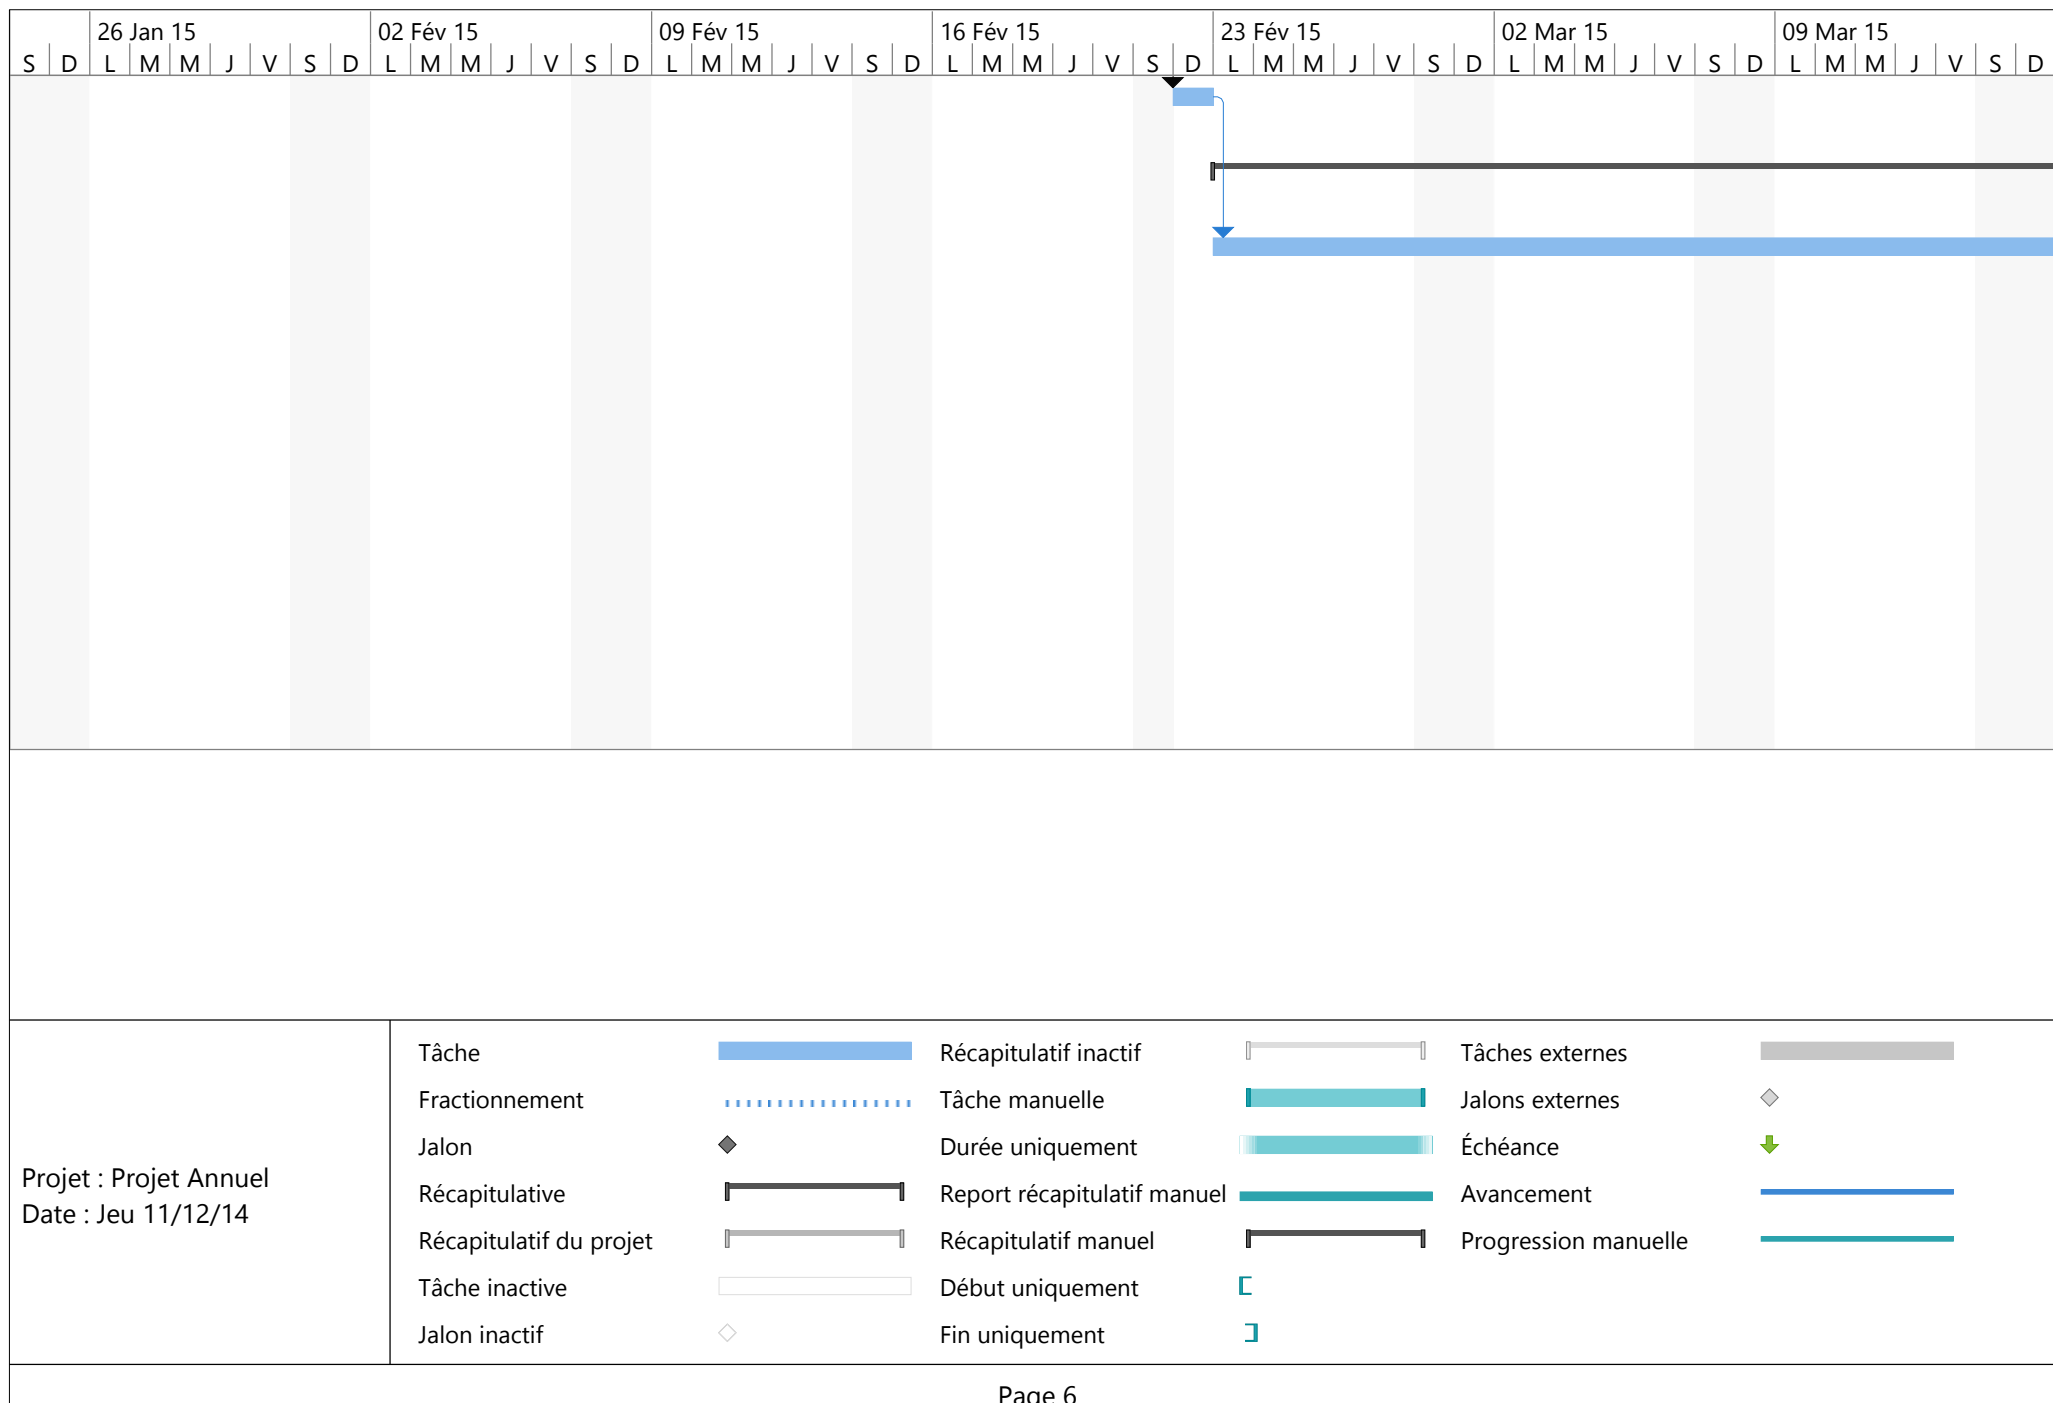 26 Jan 15 02 Fév 15 09 Fév 15 16 Fév 15 23 Fév 15 02 Mar 15 09 Mar 15
S D L M M J V S D L M M J V S D L M M J V S D L M M J V S D L M M J V S D L M M J V S D L M M J V S D
Tâche Récapitulatif inactif Tâches externes
Fractionnement Tâche manuelle Jalons externes
Jalon Durée uniquement Échéance
Projet : Projet Annuel
Date : Jeu 11/12/14
Récapitulative Report récapitulatif manuel Avancement
Récapitulatif du projet Récapitulatif manuel Progression manuelle
Tâche inactive Début uniquement
Jalon inactif Fin uniquement
Page 6